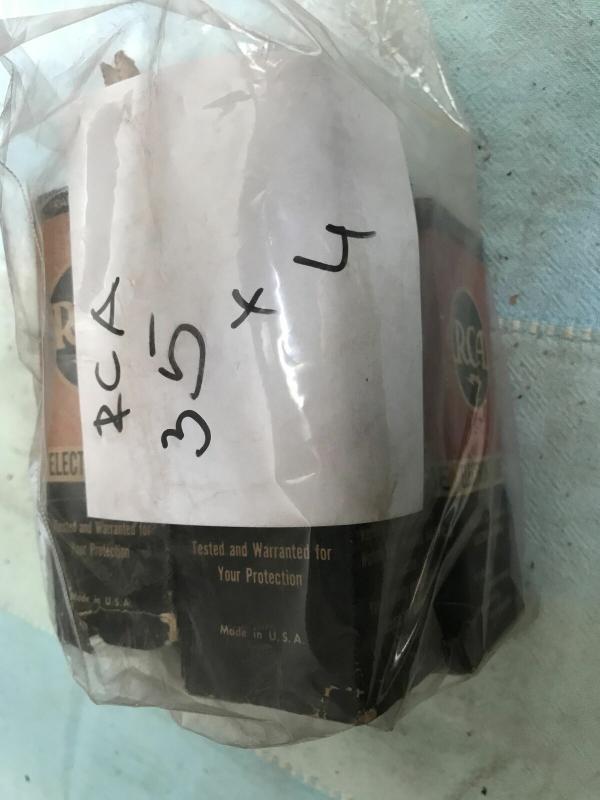 RCA
35
x
4
RCA
ELECT
Tested and Warranted for
Your Protection
Made in U.S.A.
Tested and Warranted for
Your Protection
Made in U.S.A.